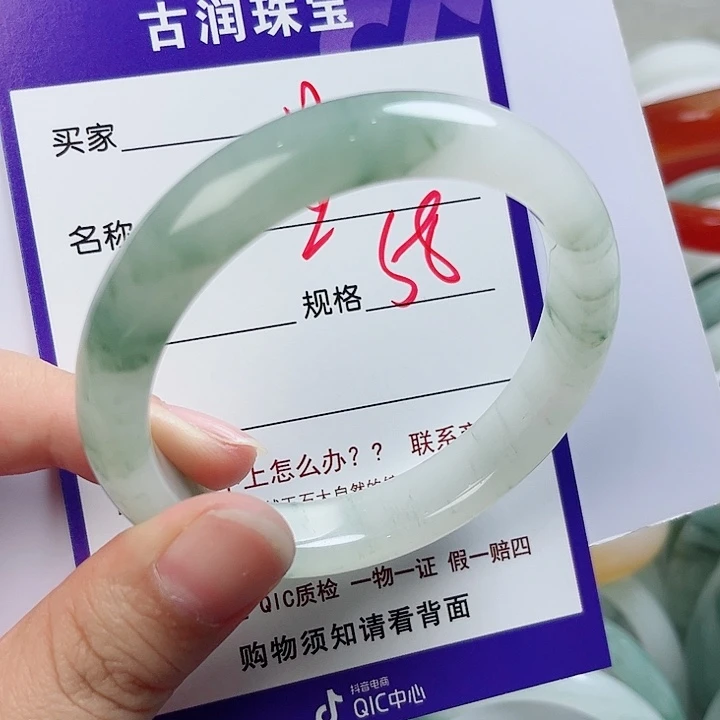 古润珠宝
买家
名称
规格 58
上怎么办?? 联系
QIC质检 一物一证 假一赔四
购物须知请看背面
抖音电商
QIC中心